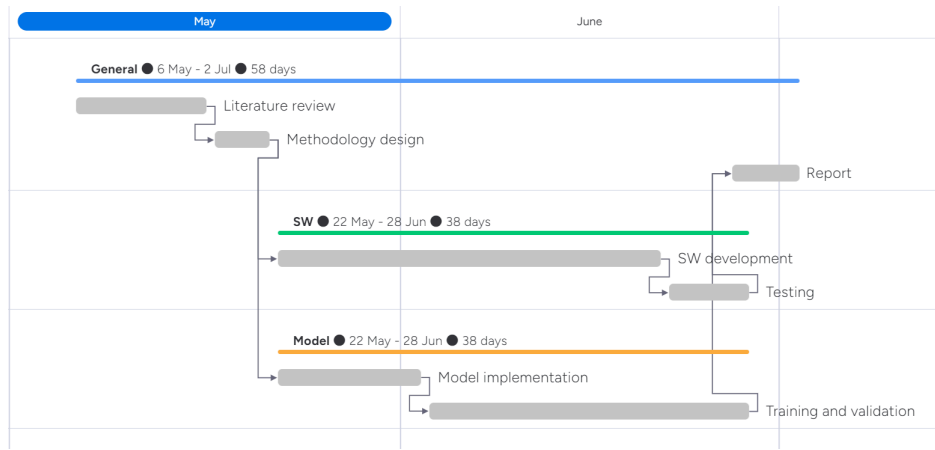 May
June
General ● 6 May - 2 Jul ● 58 days
Literature review
Methodology design
Report
SW ● 22 May - 28 Jun ● 38 days
SW development
Testing
Model ● 22 May - 28 Jun ● 38 days
Model implementation
Training and validation